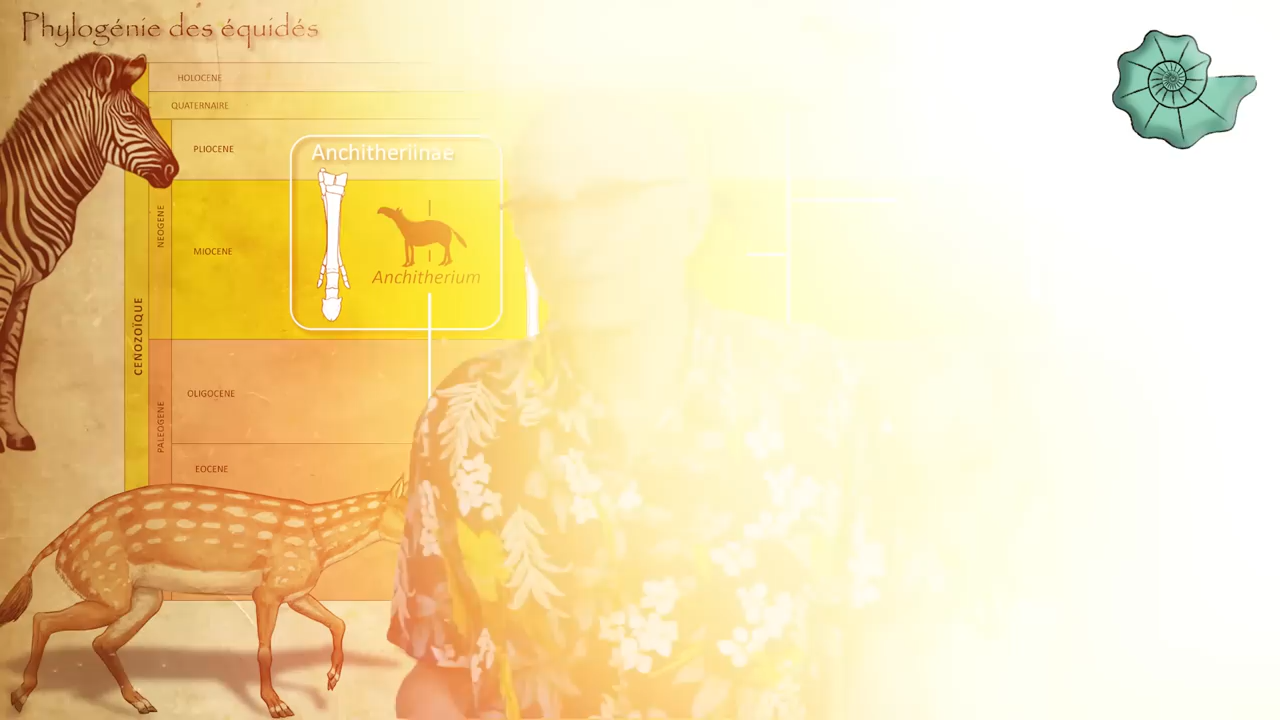 Phylogénie des équidés
HOLOCENE
QUATERNAIRE
PLIOCENE
Anchitheriinae
NEOGENE
MIOCENE
Anchitherium
CENOZOÏQUE
OLIGOCENE
PALEOGENE
EOCENE